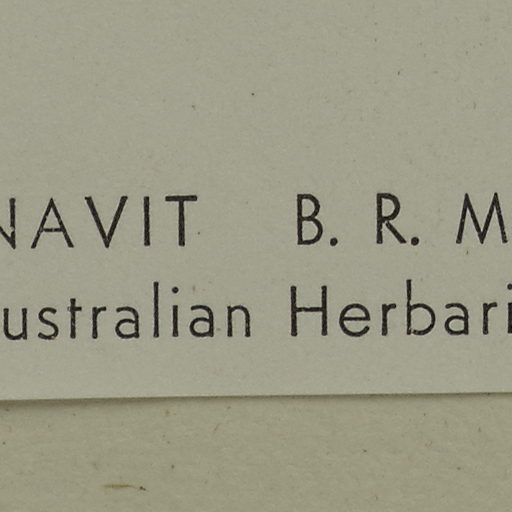 NAVIT B. R. M
ustralian Herbari